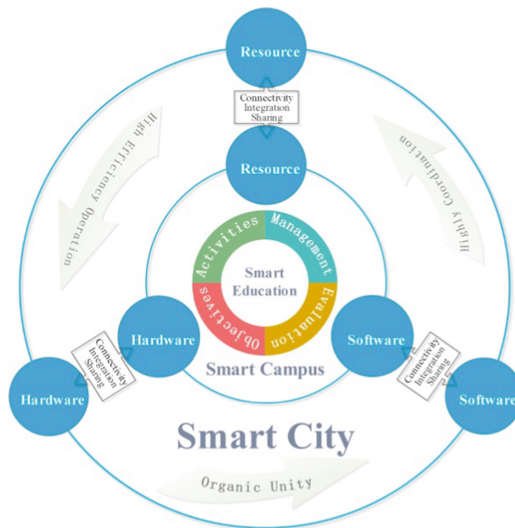 Resource
Connectivity
Integration
Sharing
Resource
High Efficiency Operation
Highly Coordination
Activities
Management
Smart
Education
Objectives
Evaluation
Hardware
Software
Smart Campus
Connectivity
Integration
Sharing
Connectivity
Integration
Sharing
Hardware
Software
Smart City
Organic Unity